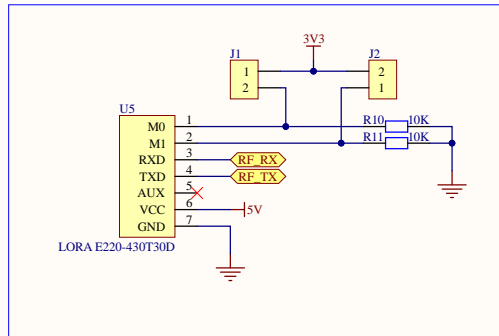 3V3
J1
J2
1
2
2
1
U5
M0 1
M1 2
RXD 3
TXD 4
AUX 5
VCC 6
GND 7
R10 10K
R11 10K
RF_RX
RF_TX
5V
LORA E220-430T30D